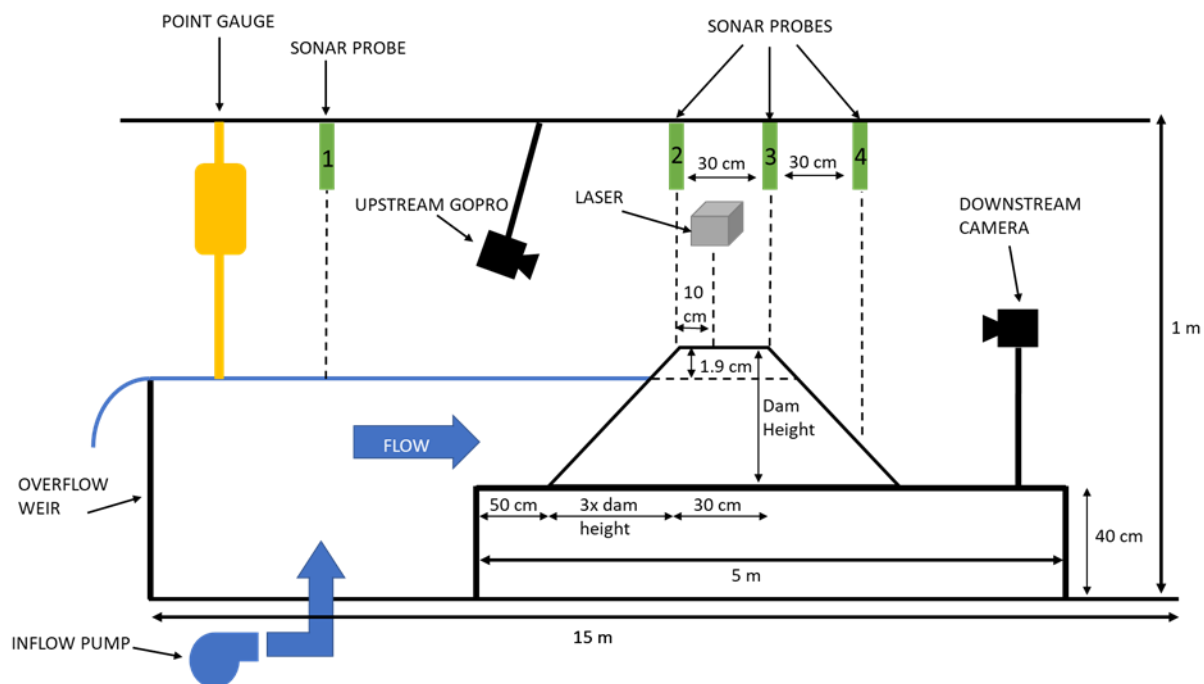 POINT GAUGE
SONAR PROBE
SONAR PROBES
1
2
3
4
30 cm
30 cm
UPSTREAM GOPRO
LASER
DOWNSTREAM
CAMERA
10
cm
1 m
1.9 cm
Dam
Height
FLOW
OVERFLOW
WEIR
50 cm
3x dam
height
30 cm
40 cm
5 m
15 m
INFLOW PUMP